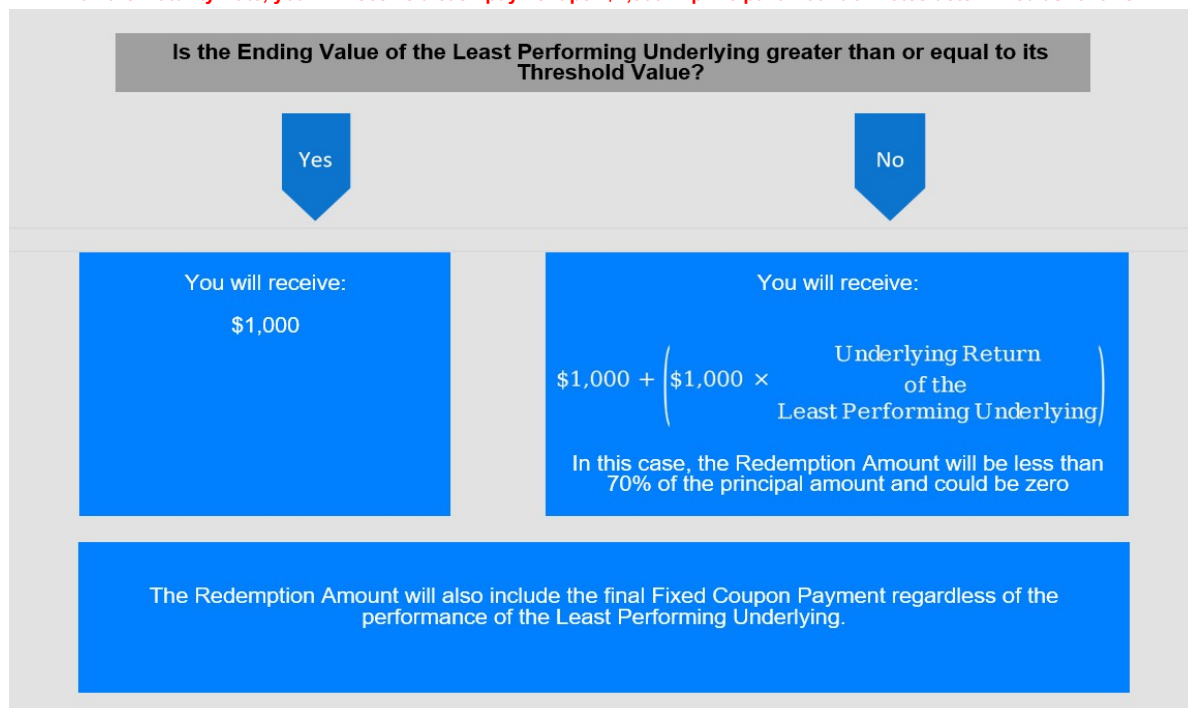 Is the Ending Value of the Least Performing Underlying greater than or equal to its
Threshold Value?
Yes
No
You will receive:
$1,000
You will receive:
$1,000 + ($1,000 × Underlying Return
of the
Least Performing Underlying)
In this case, the Redemption Amount will be less than
70% of the principal amount and could be zero
The Redemption Amount will also include the final Fixed Coupon Payment regardless of the
performance of the Least Performing Underlying.